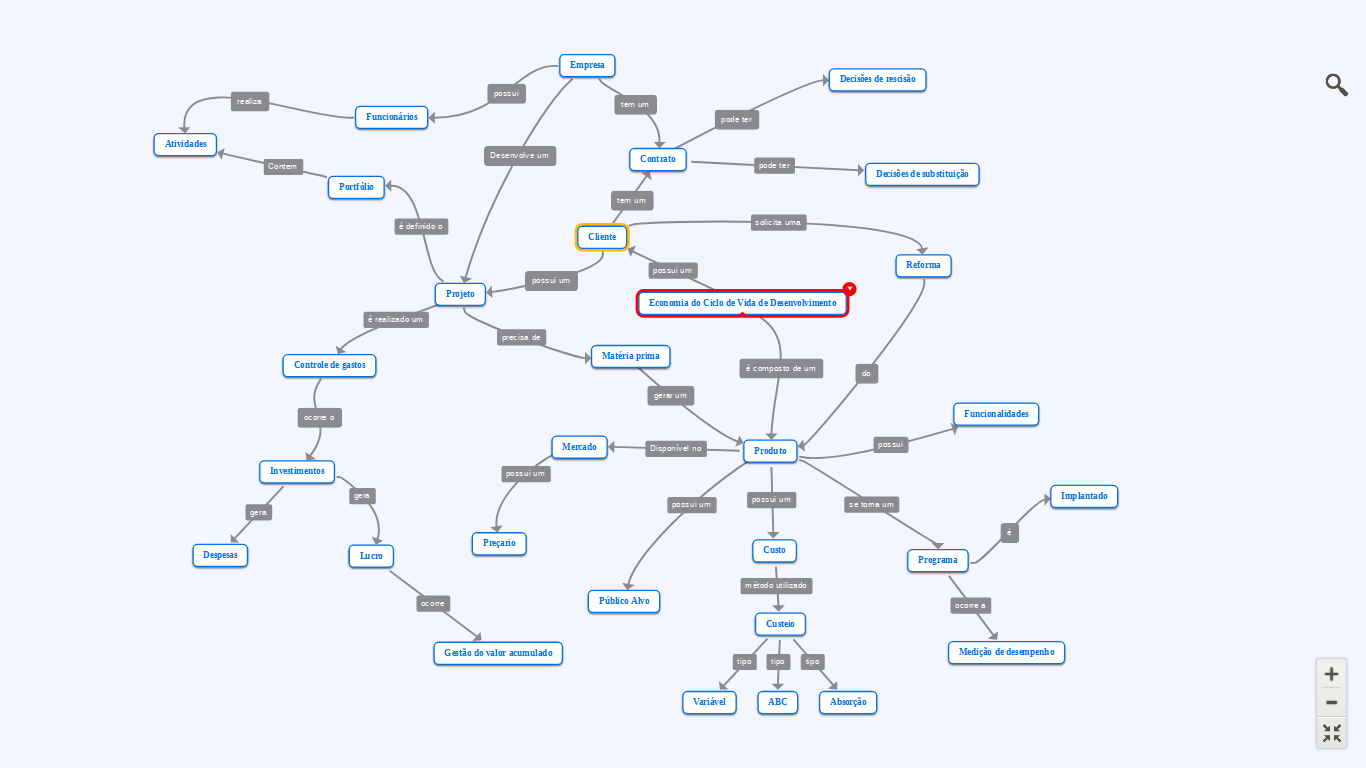 Empresa
Decisões de rescisão
possui
realiza
tem um
Funcionários
pode ter
Atividades
Desenvolve um
Contrato
Contem
pode ter
Decisões de substituição
Portfólio
tem um
é definido o
solicita uma
Cliente
Reforma
possui um
possui um
Projeto
Economia do Ciclo de Vida de Desenvolvimento
é realizado um
precisa de
Matéria prima
Controle de gastos
é composto de um
do
gerar um
ocorre o
Funcionalidades
Mercado
Disponível no
Produto
possui
Investimentos
possui um
gera
possui um
possui um
se torna um
Implantado
gera
é
Despesas
Lucro
Preçario
Custo
Programa
método utilizado
ocorre
Público Alvo
ocorre a
Custeio
Gestão do valor acumulado
Medição de desempenho
tipo
tipo
tipo
Variável
ABC
Absorção